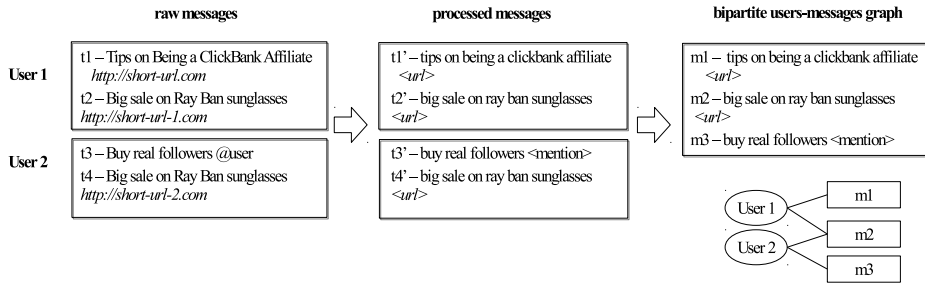 raw messages
processed messages
bipartite users-messages graph
User 1
t1 – Tips on Being a ClickBank Affiliate
http://short-url.com
t2 – Big sale on Ray Ban sunglasses
http://short-url-1.com
User 2
t3 – Buy real followers @user
t4 – Big sale on Ray Ban sunglasses
http://short-url-2.com
t1’ – tips on being a clickbank affiliate
<url>
t2’ – big sale on ray ban sunglasses
<url>
t3’ – buy real followers <mention>
t4’ – big sale on ray ban sunglasses
<url>
m1 – tips on being a clickbank affiliate
<url>
m2 – big sale on ray ban sunglasses
<url>
m3 – buy real followers <mention>
User 1
User 2
m1
m2
m3